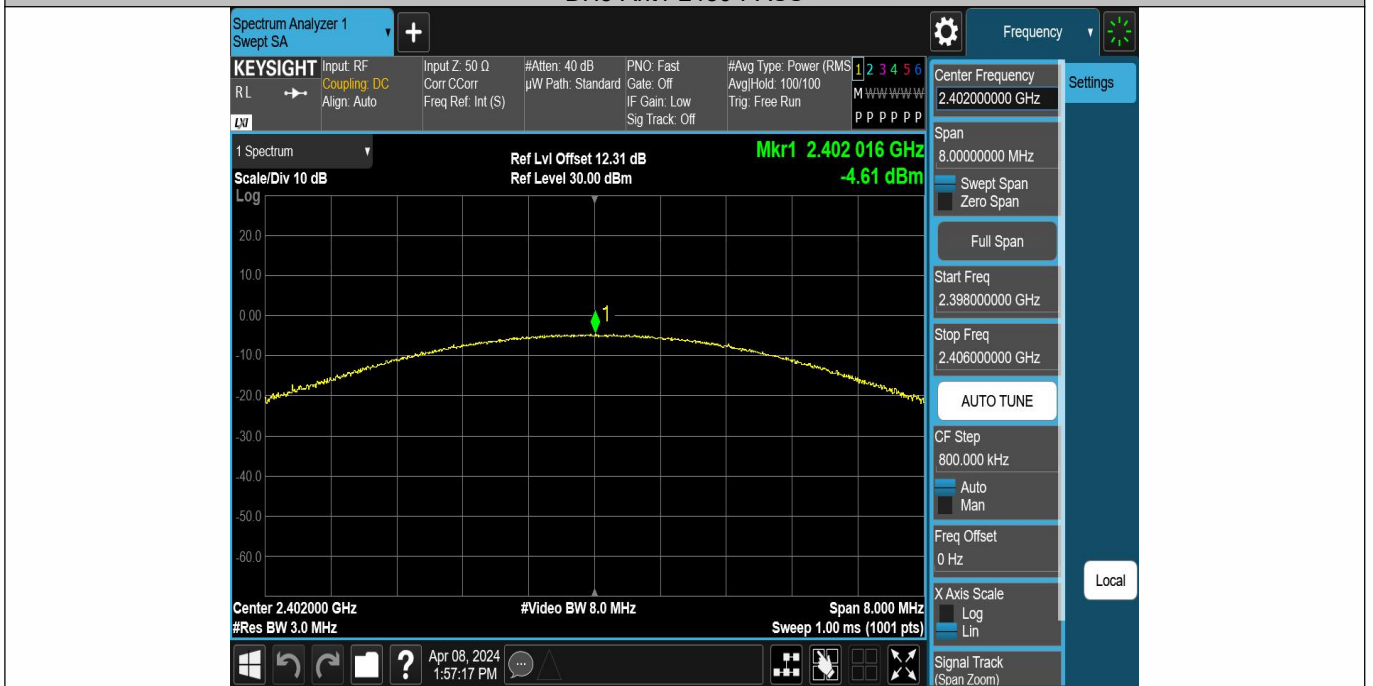 Spectrum Analyzer 1
Swept SA
Frequency
KEYSIGHT
RL
LXI
Input: RF
Coupling: DC
Align: Auto
Input Z: 50 Ω
Corr CCorr
Freq Ref: Int (S)
#Atten: 40 dB
µW Path: Standard
PNO: Fast
Gate: Off
IF Gain: Low
Sig Track: Off
#Avg Type: Power (RMS
Avg|Hold: 100/100
Trig: Free Run
1 2 3 4 5 6
M W W W W W
P P P P P P
1 Spectrum
Scale/Div 10 dB
Ref Lvl Offset 12.31 dB
Ref Level 30.00 dBm
Mkr1 2.402 016 GHz
-4.61 dBm
Log
20.0
10.0
0.00
-10.0
-20.0
-30.0
-40.0
-50.0
-60.0
1
Center 2.402000 GHz
#Res BW 3.0 MHz
#Video BW 8.0 MHz
Span 8.000 MHz
Sweep 1.00 ms (1001 pts)
Center Frequency
2.402000000 GHz
Settings
Span
8.00000000 MHz
Swept Span
Zero Span
Full Span
Start Freq
2.398000000 GHz
Stop Freq
2.406000000 GHz
AUTO TUNE
CF Step
800.000 kHz
Auto
Man
Freq Offset
0 Hz
Local
X Axis Scale
Log
Lin
Signal Track
(Span Zoom)
?
Apr 08, 2024
1:57:17 PM